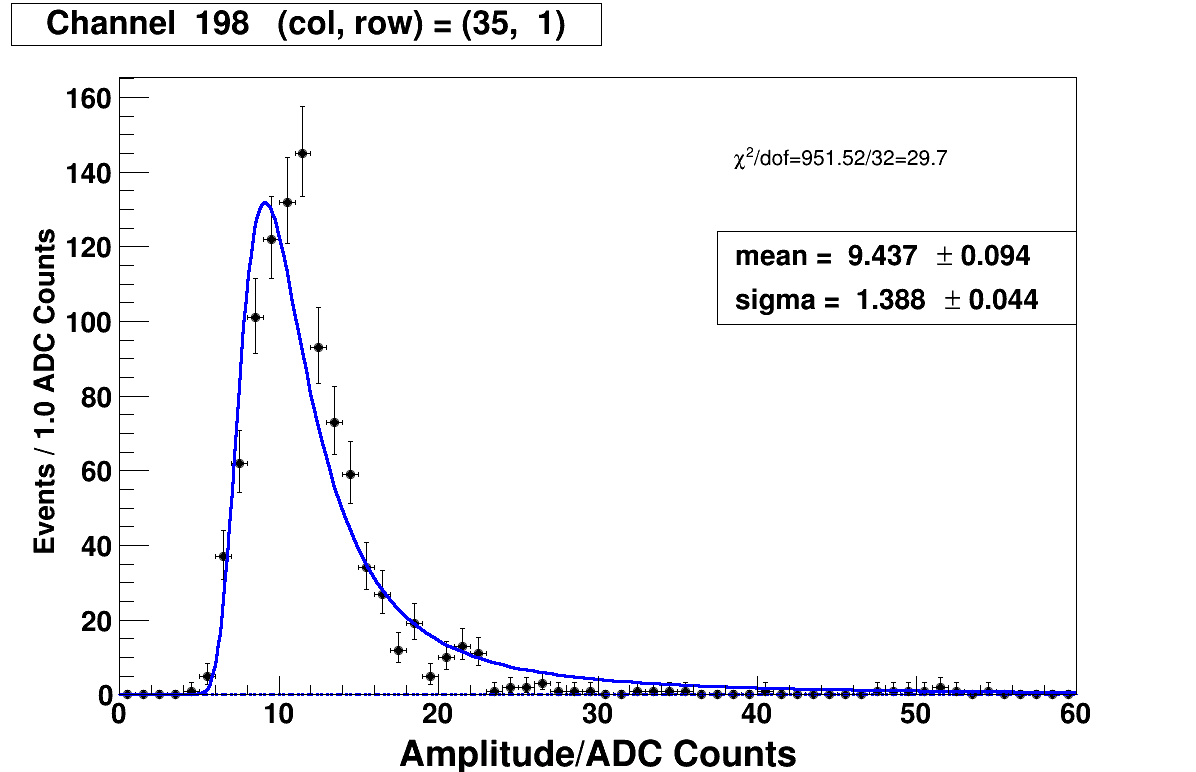 Channel 198 (col, row) = (35, 1)
χ²/dof=951.52/32=29.7
mean = 9.437 ± 0.094
sigma = 1.388 ± 0.044
Events / 1.0 ADC Counts
160
140
120
100
80
60
40
20
0
0 10 20 30 40 50 60
Amplitude/ADC Counts